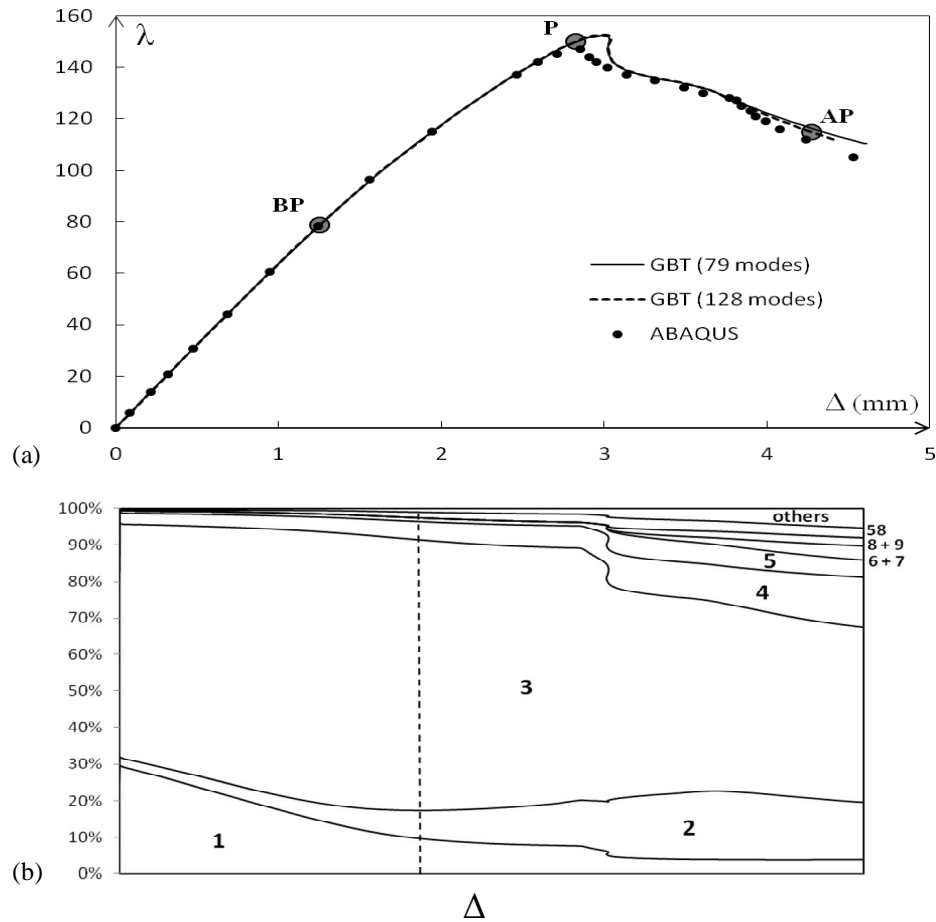 160
λ
P
140
120
AP
100
BP
80
60
GBT (79 modes)
40
GBT (128 modes)
20
ABAQUS
Δ (mm)
0
(a)
0 1 2 3 4 5
100%
others
58
90%
8 + 9
5
6 + 7
80%
4
70%
60%
50%
3
40%
30%
20%
2
10%
1
(b)
0%
Δ